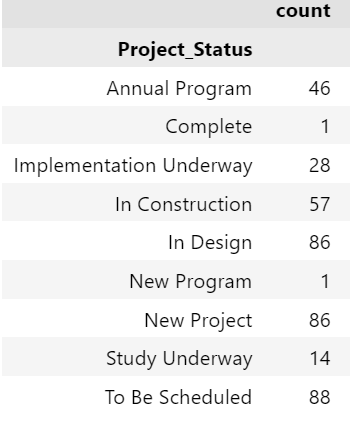 count
Project_Status
Annual Program 46
Complete 1
Implementation Underway 28
In Construction 57
In Design 86
New Program 1
New Project 86
Study Underway 14
To Be Scheduled 88